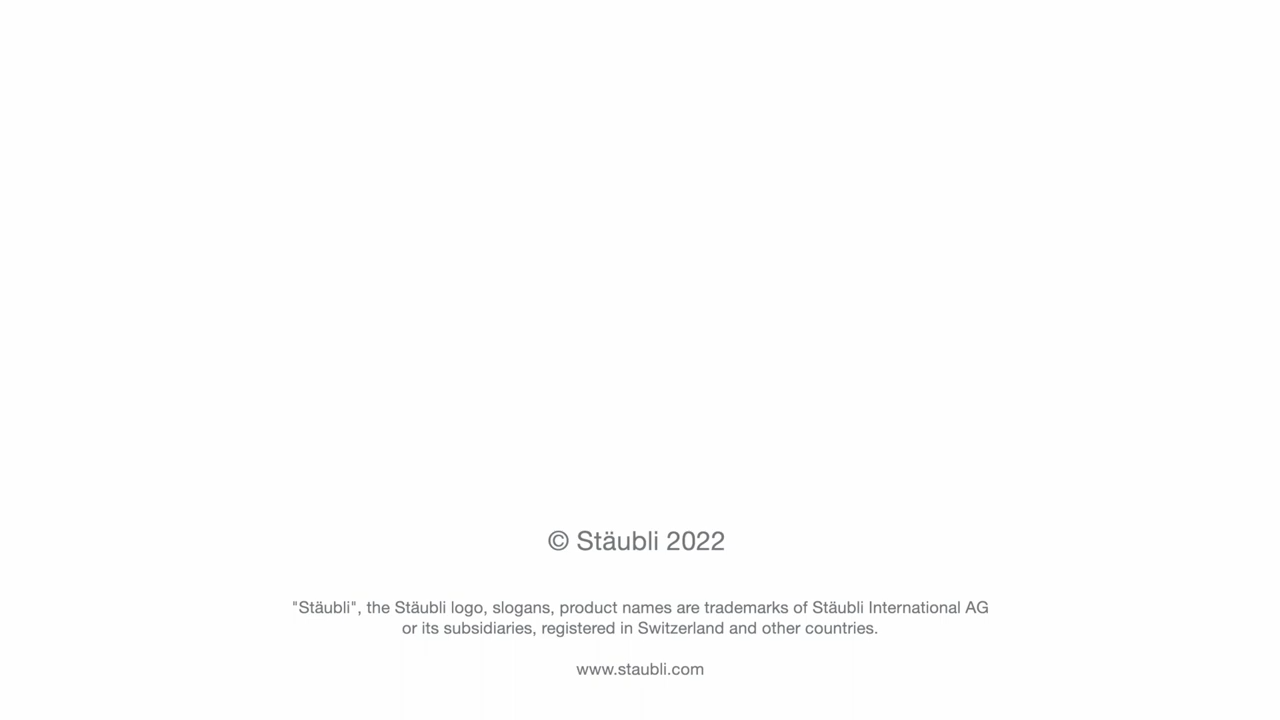 © Stäubli 2022
"Stäubli", the Stäubli logo, slogans, product names are trademarks of Stäubli International AG
or its subsidiaries, registered in Switzerland and other countries.
www.staubli.com